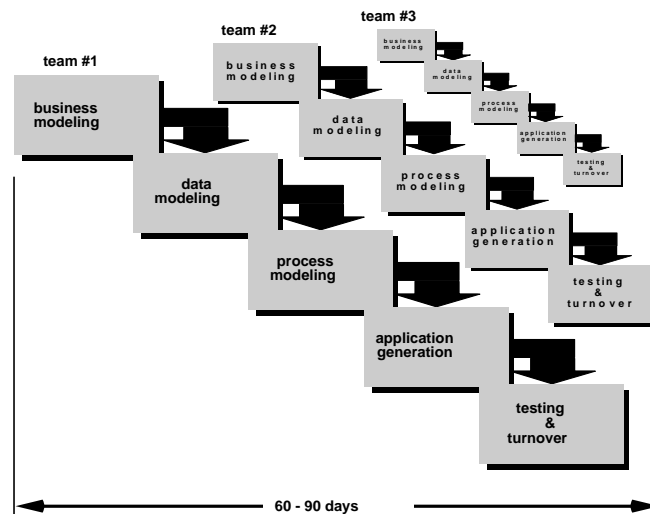 team #1
business
modeling
data
modeling
process
modeling
application
generation
testing
&
turnover
team #2
business
modeling
data
modeling
process
modeling
application
generation
testing
&
turnover
team #3
business
modeling
data
modeling
process
modeling
application
generation
testing
&
turnover
60 - 90 days